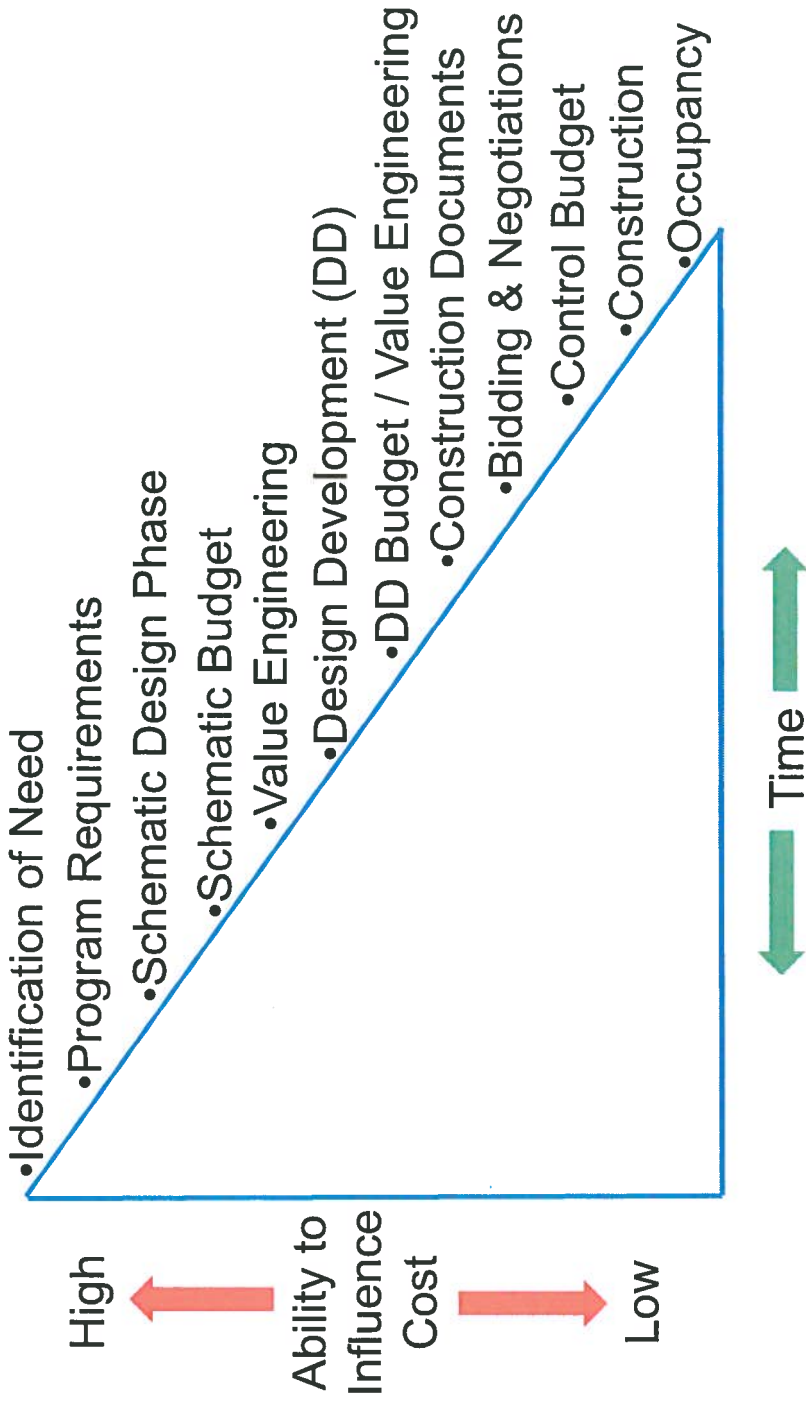 •Identification of Need
•Program Requirements
•Schematic Design Phase
•Schematic Budget
•Value Engineering
•Design Development (DD)
•DD Budget / Value Engineering
•Construction Documents
•Bidding & Negotiations
•Control Budget
•Construction
•Occupancy
High
Ability to
Influence
Cost
Low
Time